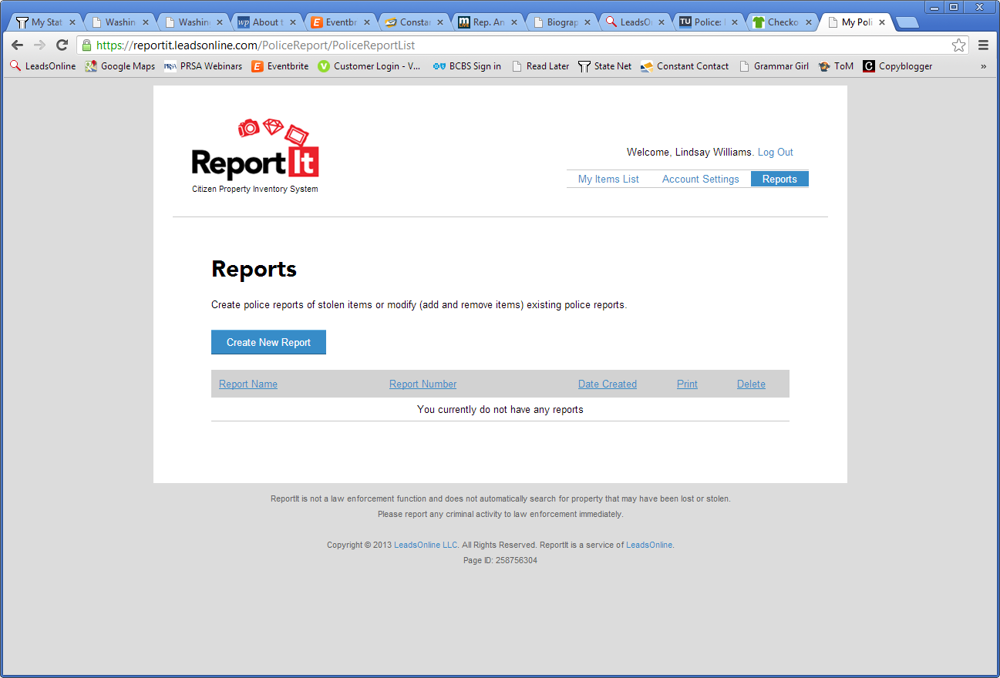 My Stat Washin Washin About t Eventbr Constan Rep. An Biograp LeadsO Police: Checko My Poli
https://reportit.leadsonline.com/PoliceReport/PoliceReportList
LeadsOnline Google Maps PRSA PRSA Webinars E Eventbrite V Customer Login - V... BCBS Sign in Read Later State Net Constant Contact Grammar Girl ToM C Copyblogger »
ReportIt
Citizen Property Inventory System
Welcome, Lindsay Williams. Log Out
My Items List Account Settings Reports
Reports
Create police reports of stolen items or modify (add and remove items) existing police reports.
Create New Report
Report Name Report Number Date Created Print Delete
You currently do not have any reports
ReportIt is not a law enforcement function and does not automatically search for property that may have been lost or stolen.
Please report any criminal activity to law enforcement immediately.
Copyright © 2013 LeadsOnline LLC. All Rights Reserved. ReportIt is a service of LeadsOnline.
Page ID: 258756304